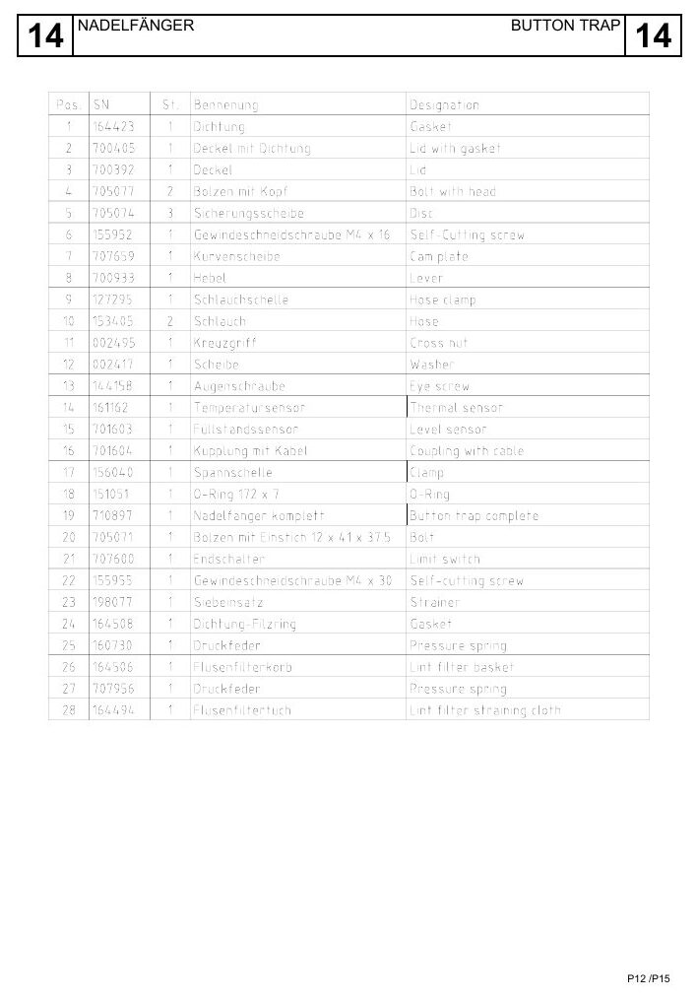 14 NADELFÄNGER BUTTON TRAP 14
Pos. SN St. Bennenung Designation
1 164423 1 Dichtung Gasket
2 700405 1 Deckel mit Dichtung Lid with gasket
3 700392 1 Deckel Lid
4 705077 2 Bolzen mit Kopf Bolt with head
5 705074 3 Sicherungsscheibe Disc
6 155952 1 Gewindeschneidschraube M4 x 16 Self-Cutting screw
7 707659 1 Kurvenscheibe Cam plate
8 700933 1 Hebel Lever
9 127295 1 Schlauchschelle Hose clamp
10 153405 2 Schlauch Hose
11 002495 1 Kreuzgriff Cross nut
12 002417 1 Scheibe Washer
13 144158 1 Augenschraube Eye screw
14 161162 1 Temperatursensor Thermal sensor
15 701603 1 Füllstandssensor Level sensor
16 701604 1 Kupplung mit Kabel Coupling with cable
17 156040 1 Spannschelle Clamp
18 151051 1 O-Ring 172 x 7 O-Ring
19 710897 1 Nadelfänger komplett Button trap complete
20 705071 1 Bolzen mit Einstich 12 x 41 x 37.5 Bolt
21 707600 1 Endschalter Limit switch
22 155955 1 Gewindeschneidschraube M4 x 30 Self-cutting screw
23 198077 1 Siebeinsatz Strainer
24 164508 1 Dichtung-Filzring Gasket
25 160730 1 Druckfeder Pressure spring
26 164506 1 Flusenfilterkorb Lint filter basket
27 707956 1 Druckfeder Pressure spring
28 164494 1 Flusenfiltertuch Lint filter straining cloth
P12 /P15